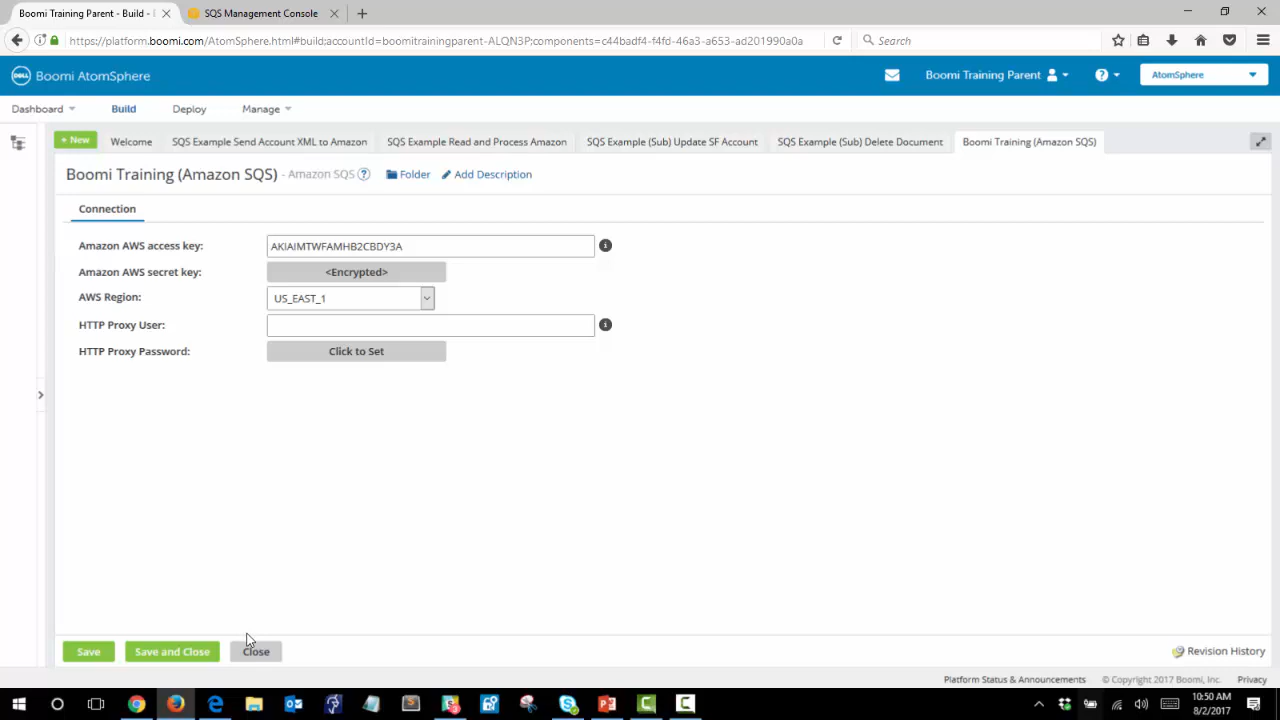 Boomi Training Parent - Build -
SQS Management Console
https://platform.boomi.com/AtomSphere.html#build;accountId=boomitrainingparent-ALQN3P;components=c44badf4-f4fd-46a3-a653-ad201990a0a
Search
DELL Boomi AtomSphere
Boomi Training Parent
AtomSphere
Dashboard
Build
Deploy
Manage
+ New
Welcome
SQS Example Send Account XML to Amazon
SQS Example Read and Process Amazon
SQS Example (Sub) Update SF Account
SQS Example (Sub) Delete Document
Boomi Training (Amazon SQS)
Boomi Training (Amazon SQS) - Amazon SQS ? Folder Add Description
Connection
Amazon AWS access key: AKIAIMTWFAMHB2CBDY3A
Amazon AWS secret key: <Encrypted>
AWS Region: US_EAST_1
HTTP Proxy User:
HTTP Proxy Password: Click to Set
Save
Save and Close
Close
Revision History
Platform Status & Announcements
© Copyright 2017 Boomi, Inc.
Privacy
10:50 AM
8/2/2017